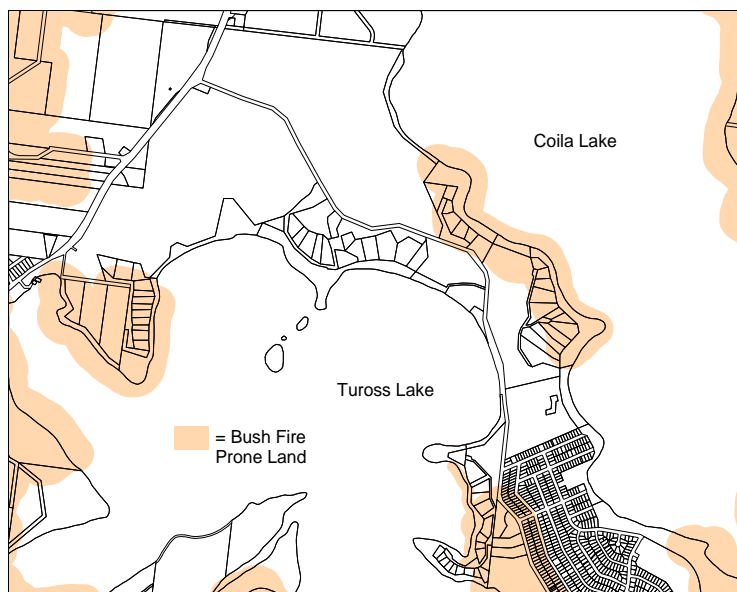 Coila Lake
Tuross Lake
= Bush Fire
Prone Land